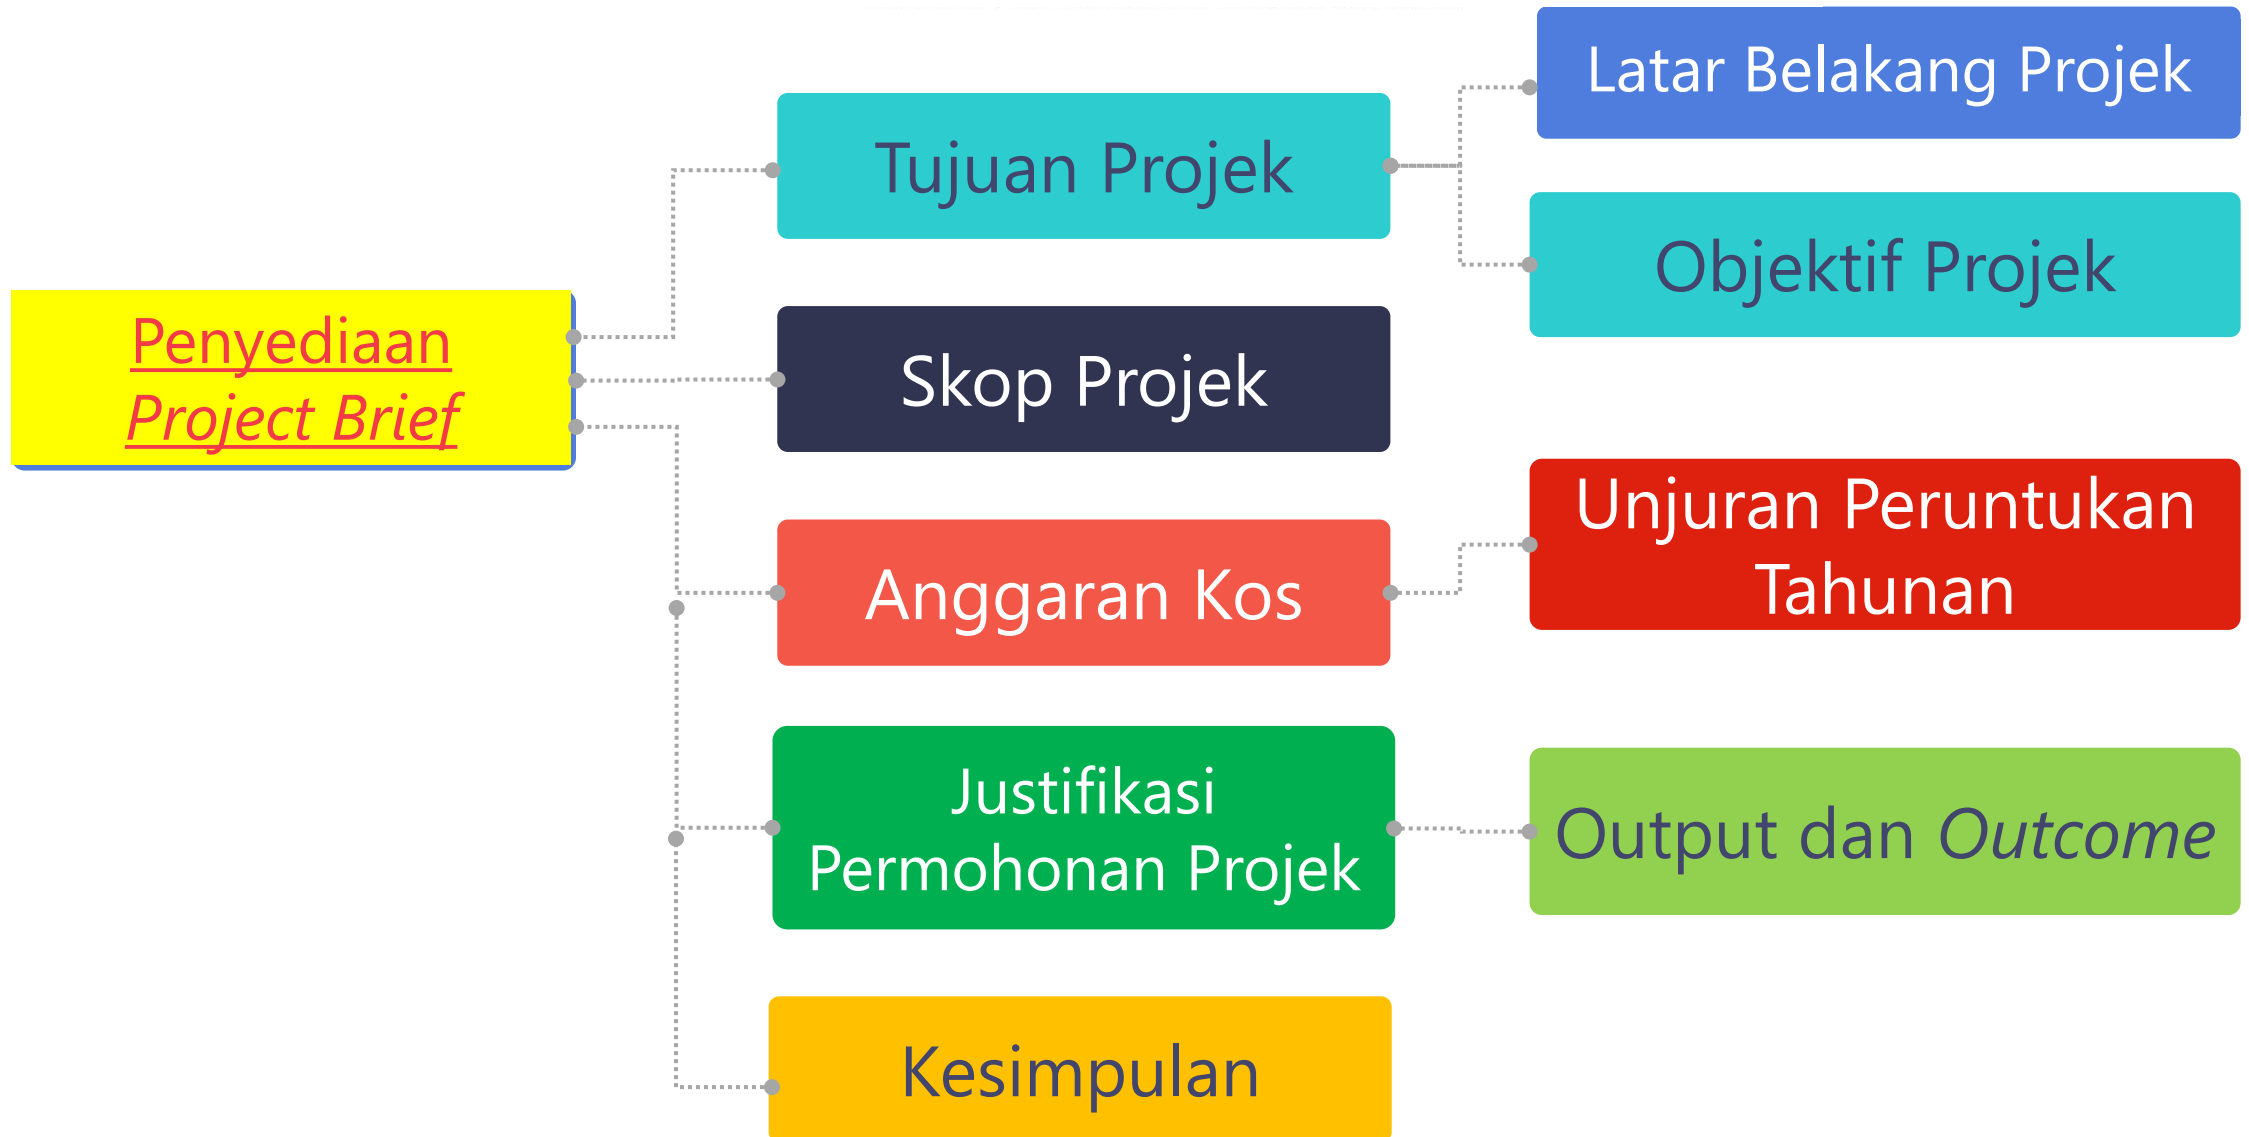 Penyediaan
Project Brief
Tujuan Projek
Latar Belakang Projek
Objektif Projek
Skop Projek
Anggaran Kos
Unjuran Peruntukan
Tahunan
Justifikasi
Permohonan Projek
Output dan Outcome
Kesimpulan